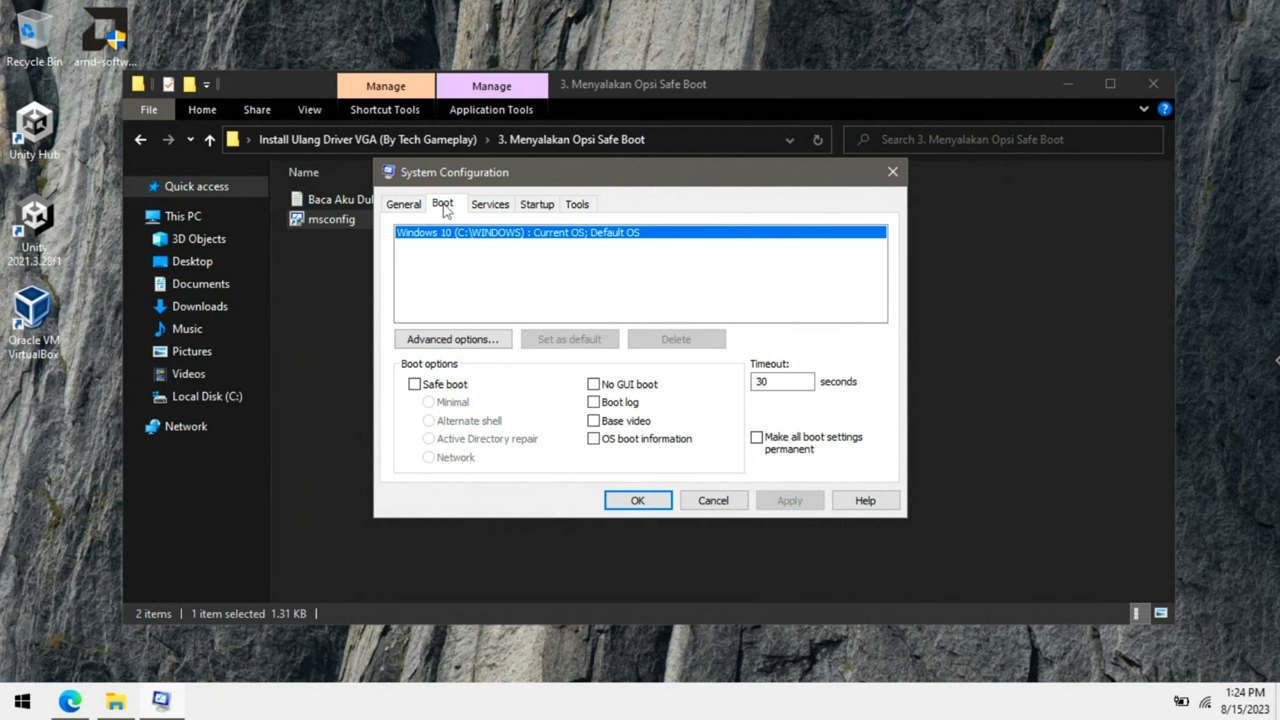 Recycle Bin
amd-softw...
Unity Hub
Unity
2021.3.28f1
Oracle VM
VirtualBox
Manage
Manage
3. Menyalakan Opsi Safe Boot
File
Home
Share
View
Shortcut Tools
Application Tools
Install Ulang Driver VGA (By Tech Gameplay)
3. Menyalakan Opsi Safe Boot
Search 3. Menyalakan Opsi Safe Boot
Quick access
This PC
3D Objects
Desktop
Documents
Downloads
Music
Pictures
Videos
Local Disk (C:)
Network
Name
Baca Aku Dul
msconfig
System Configuration
General
Boot
Services
Startup
Tools
Windows 10 (C:\WINDOWS) : Current OS; Default OS
Advanced options...
Set as default
Delete
Boot options
Safe boot
Minimal
Alternate shell
Active Directory repair
Network
No GUI boot
Boot log
Base video
OS boot information
Timeout:
30 seconds
Make all boot settings
permanent
OK
Cancel
Apply
Help
2 items
1 item selected 1.31 KB
1:24 PM
8/15/2023